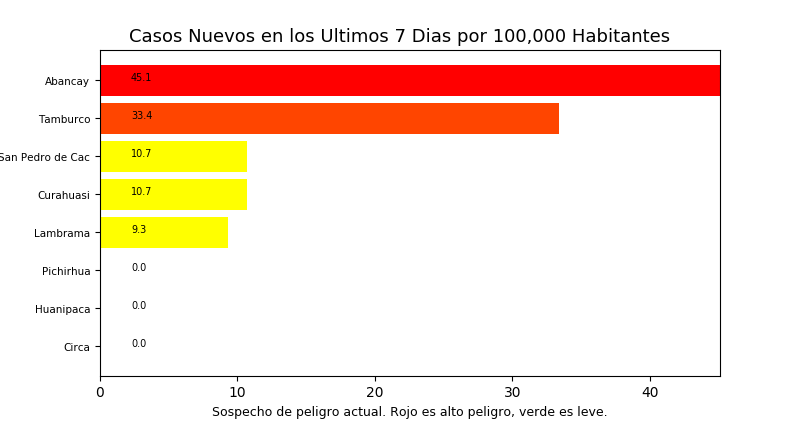 Casos Nuevos en los Ultimos 7 Dias por 100,000 Habitantes
Abancay 45.1
Tamburco 33.4
San Pedro de Cac 10.7
Curahuasi 10.7
Lambrama 9.3
Pichirhua 0.0
Huanipaca 0.0
Circa 0.0
0 10 20 30 40
Sospecho de peligro actual. Rojo es alto peligro, verde es leve.